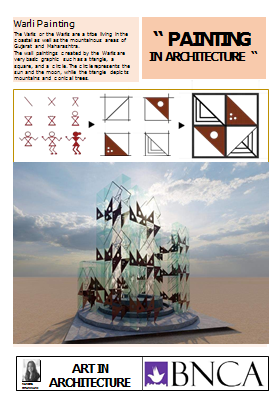 Warli Painting
The Warlis or the Warlis are a tribe living in the
coastal as well as the mountainous areas of
Gujarat and Maharastra.
The wall paintings created by the Warlis are
very basic graphic such as a triangle, a
square, and a circle. The circle represents the
sun and the moon, while the triangle depicts
mountains and conical trees.
“ PAINTING
IN ARCHITECTURE “
ART IN
ARCHITECTURE
BNCA